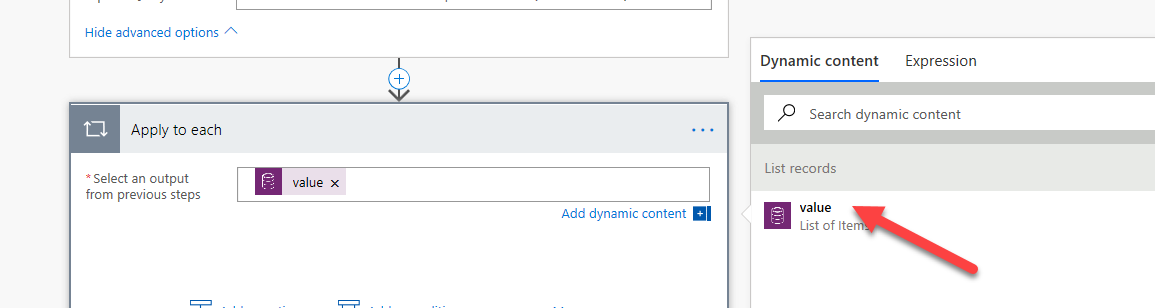 Hide advanced options
Dynamic content
Expression
Search dynamic content
Apply to each
List records
* Select an output
from previous steps
value ×
value
List of Items
Add dynamic content